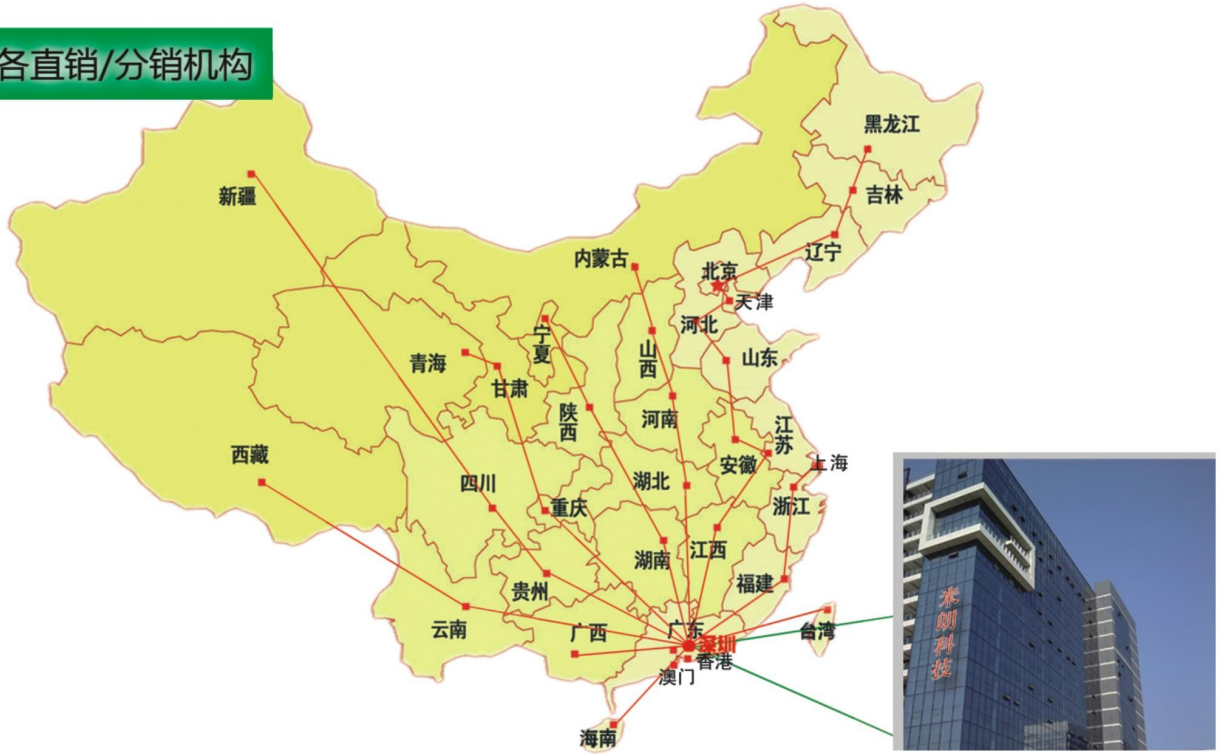 各直销/分销机构
黑龙江
吉林
新疆
辽宁
内蒙古
北京
天津
河北
宁夏
山西
山东
青海
甘肃
陕西
河南
江苏
西藏
安徽
上海
四川
湖北
重庆
浙江
湖南
江西
贵州
福建
云南
广西
广东
台湾
深圳
香港
澳门
海南
水朗科技